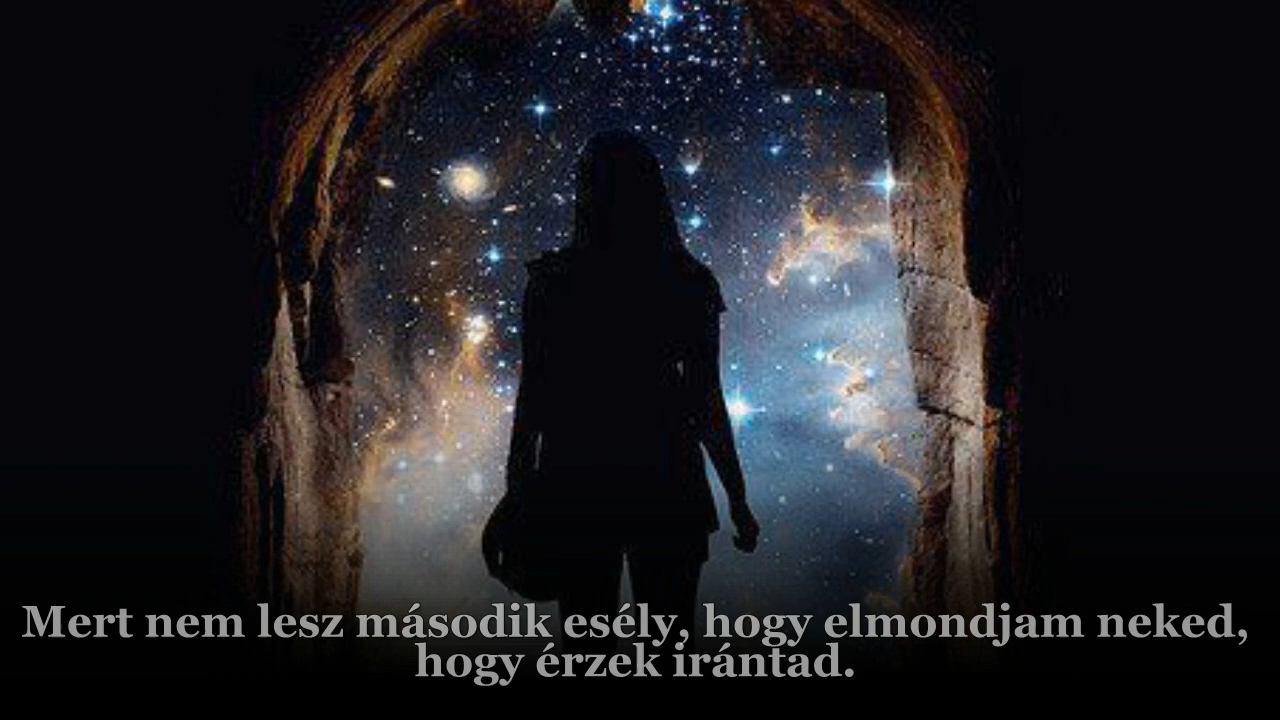 Mert nem lesz második esély, hogy elmondjam neked,
hogy érzek irántad.